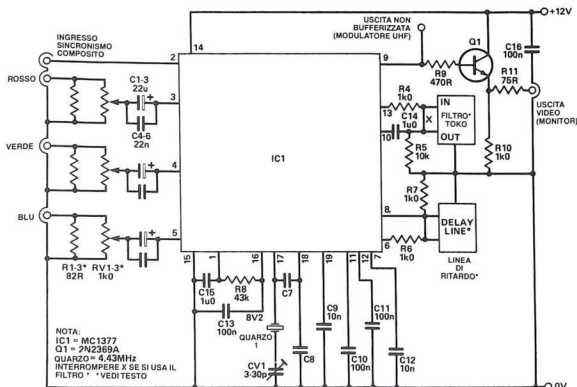 +12V
INGRESSO
SINCRONISMO
COMPOSITO
USCITA NON
BUFFERIZZATA
(MODULATORE UHF)
14
2
9
Q1
C16
100n
ROSSO
C1-3
22u
+
3
R9
470R
R11
75R
C4-6
22n
R4
1k0
13
C14
1u0
10
IN
FILTRO*
TOKO
OUT
X
USCITA
VIDEO
(MONITOR)
VERDE
+
4
IC1
R5
10k
R10
1k0
R7
1k0
BLU
+
5
8
6
R6
1k0
DELAY
LINE*
LINEA
DI
RITARDO*
R1-3*
82R
RV1-3*
1k0
15
1
16
17
18
19
11
12
7
C15
1u0
R8
43k
8V2
C13
100n
C7
C9
10n
C11
100n
QUARZO
1
CV1
3-30p
C8
C10
100n
C12
10n
NOTA:
IC1 = MC1377
Q1 = 2N2369A
QUARZO = 4,43MHz
INTERROMPERE X SE SI USA IL
FILTRO * *VEDI TESTO
0V